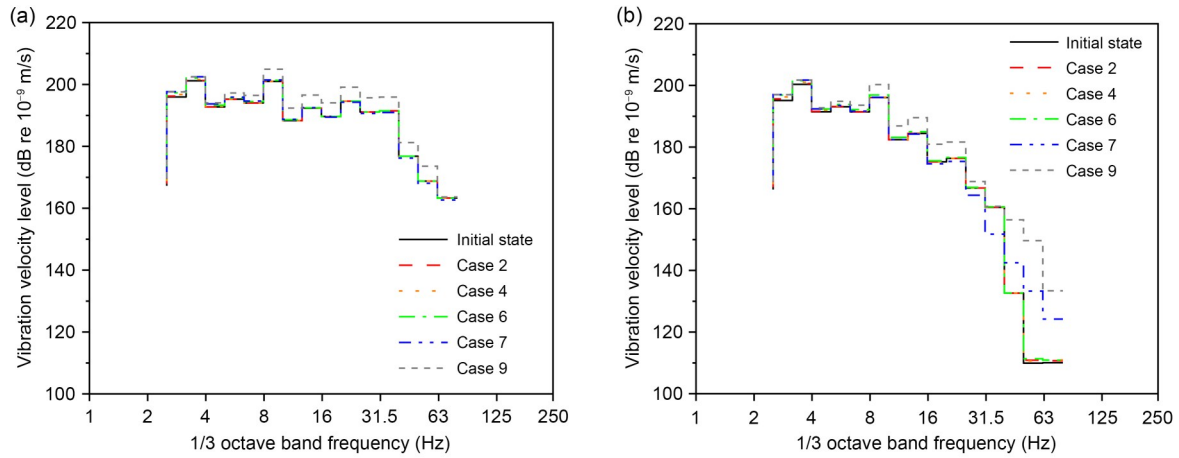 (a)
220
200
180
160
140
120
100
Vibration velocity level (dB re 10⁻⁹ m/s)
Initial state
Case 2
Case 4
Case 6
Case 7
Case 9
1 2 4 8 16 31.5 63 125 250
1/3 octave band frequency (Hz)
(b)
220
200
180
160
140
120
100
Vibration velocity level (dB re 10⁻⁹ m/s)
Initial state
Case 2
Case 4
Case 6
Case 7
Case 9
1 2 4 8 16 31.5 63 125 250
1/3 octave band frequency (Hz)